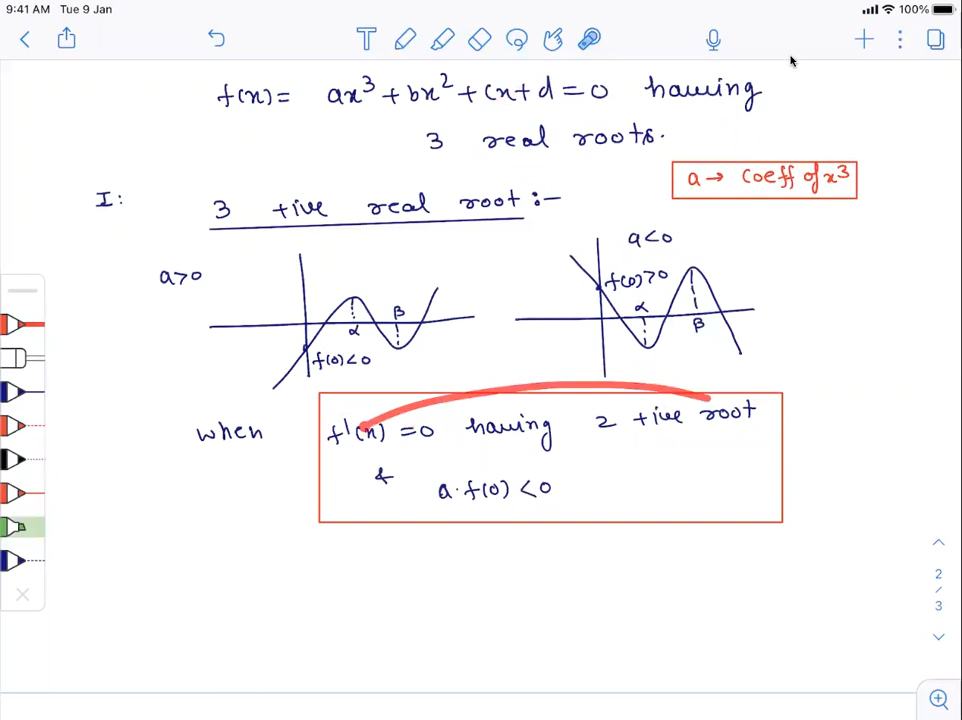 9:41 AM Tue 9 Jan 100%
f(x) = ax³ + bx² + cx + d = 0 having
3 real roots.
a → coeff of x³
I: 3 +ive real root :-
a<0
a>0
f(0)>0
α
β
α
β
f(0)<0
when f'(x) = 0 having 2 +ive root
& a·f(0) <0
2
/
3